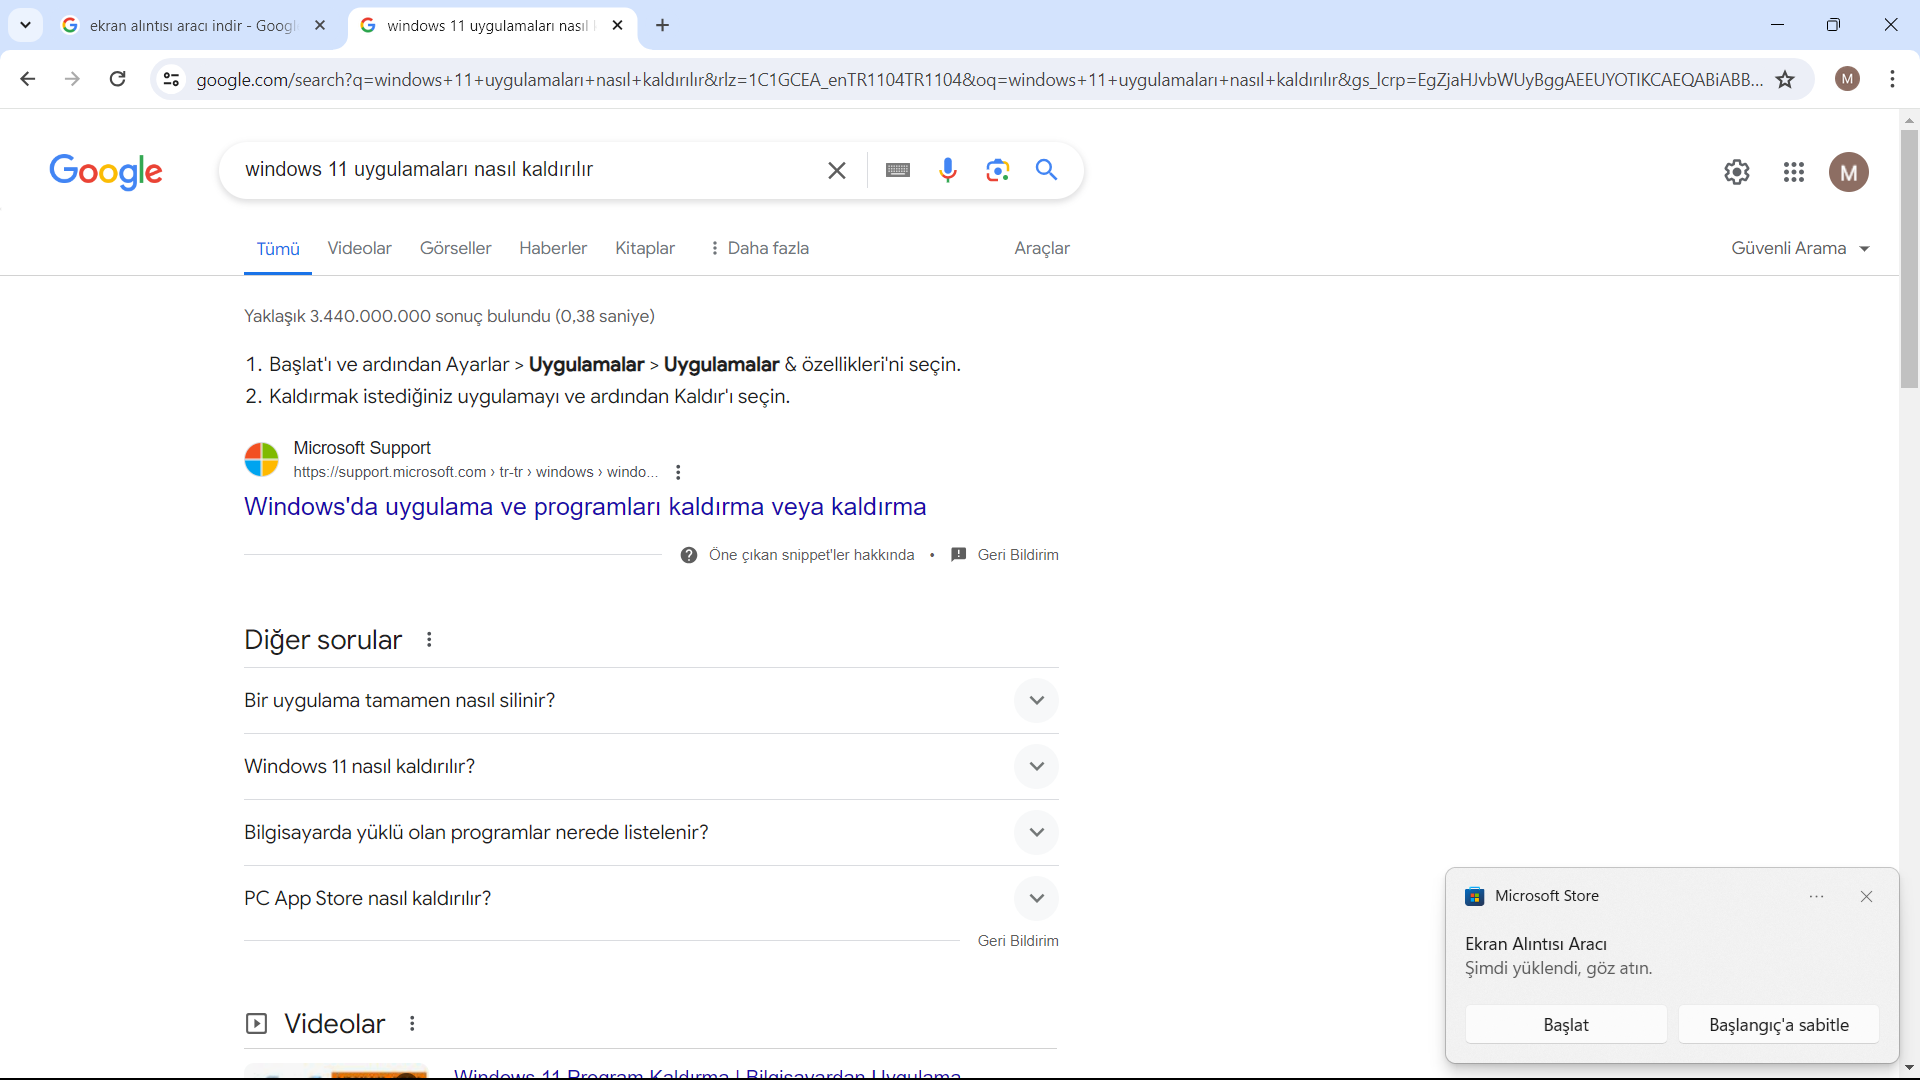 ekran alıntısı aracı indir - Googl
windows 11 uygulamaları nasıl
google.com/search?q=windows+11+uygulamaları+nasıl+kaldırılır&rlz=1C1GCEA_enTR1104TR1104&oq=windows+11+uygulamaları+nasıl+kaldırılır&gs_lcrp=EgZjaHJvbWUyBggAEEUYOTIKCAEQABiABB...
M
Google
windows 11 uygulamaları nasıl kaldırılır
M
Tümü
Videolar
Görseller
Haberler
Kitaplar
Daha fazla
Araçlar
Güvenli Arama
Yaklaşık 3.440.000.000 sonuç bulundu (0,38 saniye)
1. Başlat'ı ve ardından Ayarlar > Uygulamalar > Uygulamalar & özellikleri'ni seçin.
2. Kaldırmak istediğiniz uygulamayı ve ardından Kaldır'ı seçin.
Microsoft Support
https://support.microsoft.com › tr-tr › windows › windo...
Windows'da uygulama ve programları kaldırma veya kaldırma
Öne çıkan snippet'ler hakkında • Geri Bildirim
Diğer sorular
Bir uygulama tamamen nasıl silinir?
Windows 11 nasıl kaldırılır?
Bilgisayarda yüklü olan programlar nerede listelenir?
PC App Store nasıl kaldırılır?
Geri Bildirim
Videolar
Windows 11 Program Kaldırma | Bilgisayardan Uygulama
Microsoft Store
Ekran Alıntısı Aracı
Şimdi yüklendi, göz atın.
Başlat
Başlangıç'a sabitle